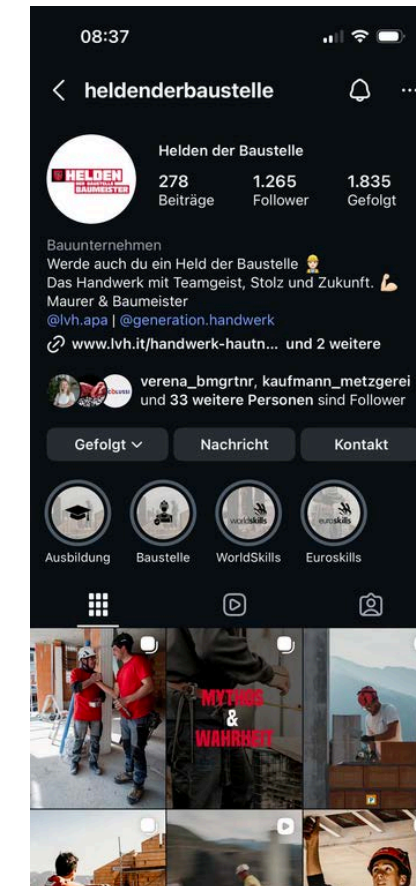 08:37
heldenderbaustelle
HELDEN
DER BAUSTELLE
BAUMEISTER
Helden der Baustelle
278 1.265 1.835
Beiträge Follower Gefolgt
Bauunternehmen
Werde auch du ein Held der Baustelle 👷🏻
Das Handwerk mit Teamgeist, Stolz und Zukunft. 💪🏻
Maurer & Baumeister
@lvh.apa | @generation.handwerk
www.lvh.it/handwerk-hautn... und 2 weitere
verena_bmgrtnr, kaufmann_metzgerei
und 33 weitere Personen sind Follower
Gefolgt Nachricht Kontakt
worldskills euroskills
Ausbildung Baustelle WorldSkills Euroskills
MYTHOS
&
WAHRHEIT